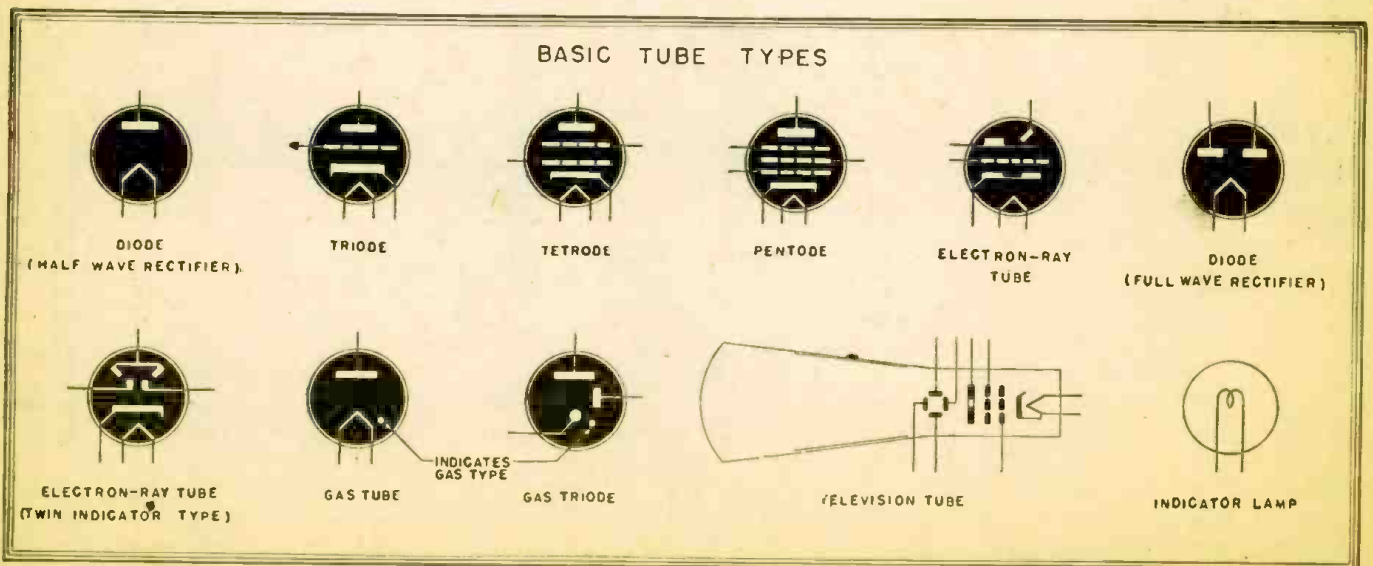 BASIC TUBE TYPES
DIODE
(HALF WAVE RECTIFIER)
TRIODE
TETRODE
PENTODE
ELECTRON-RAY
TUBE
DIODE
(FULL WAVE RECTIFIER)
ELECTRON-RAY TUBE
(TWIN INDICATOR TYPE)
GAS TUBE
INDICATES
GAS TYPE
GAS TRIODE
TELEVISION TUBE
INDICATOR LAMP